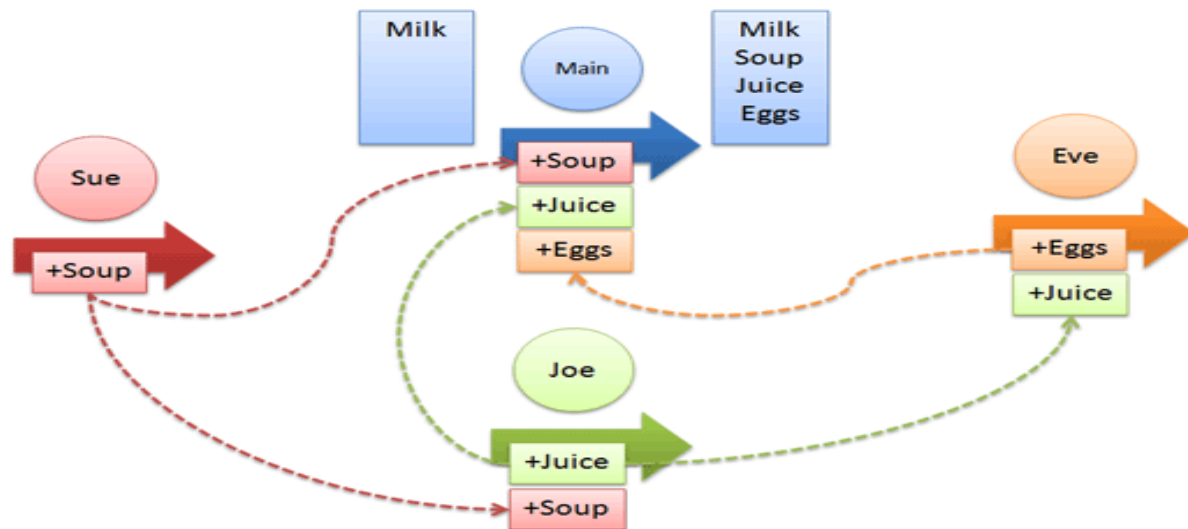 Milk
Main
Milk
Soup
Juice
Eggs
Sue
+Soup
+Soup
+Juice
+Eggs
Eve
+Eggs
+Juice
Joe
+Juice
+Soup